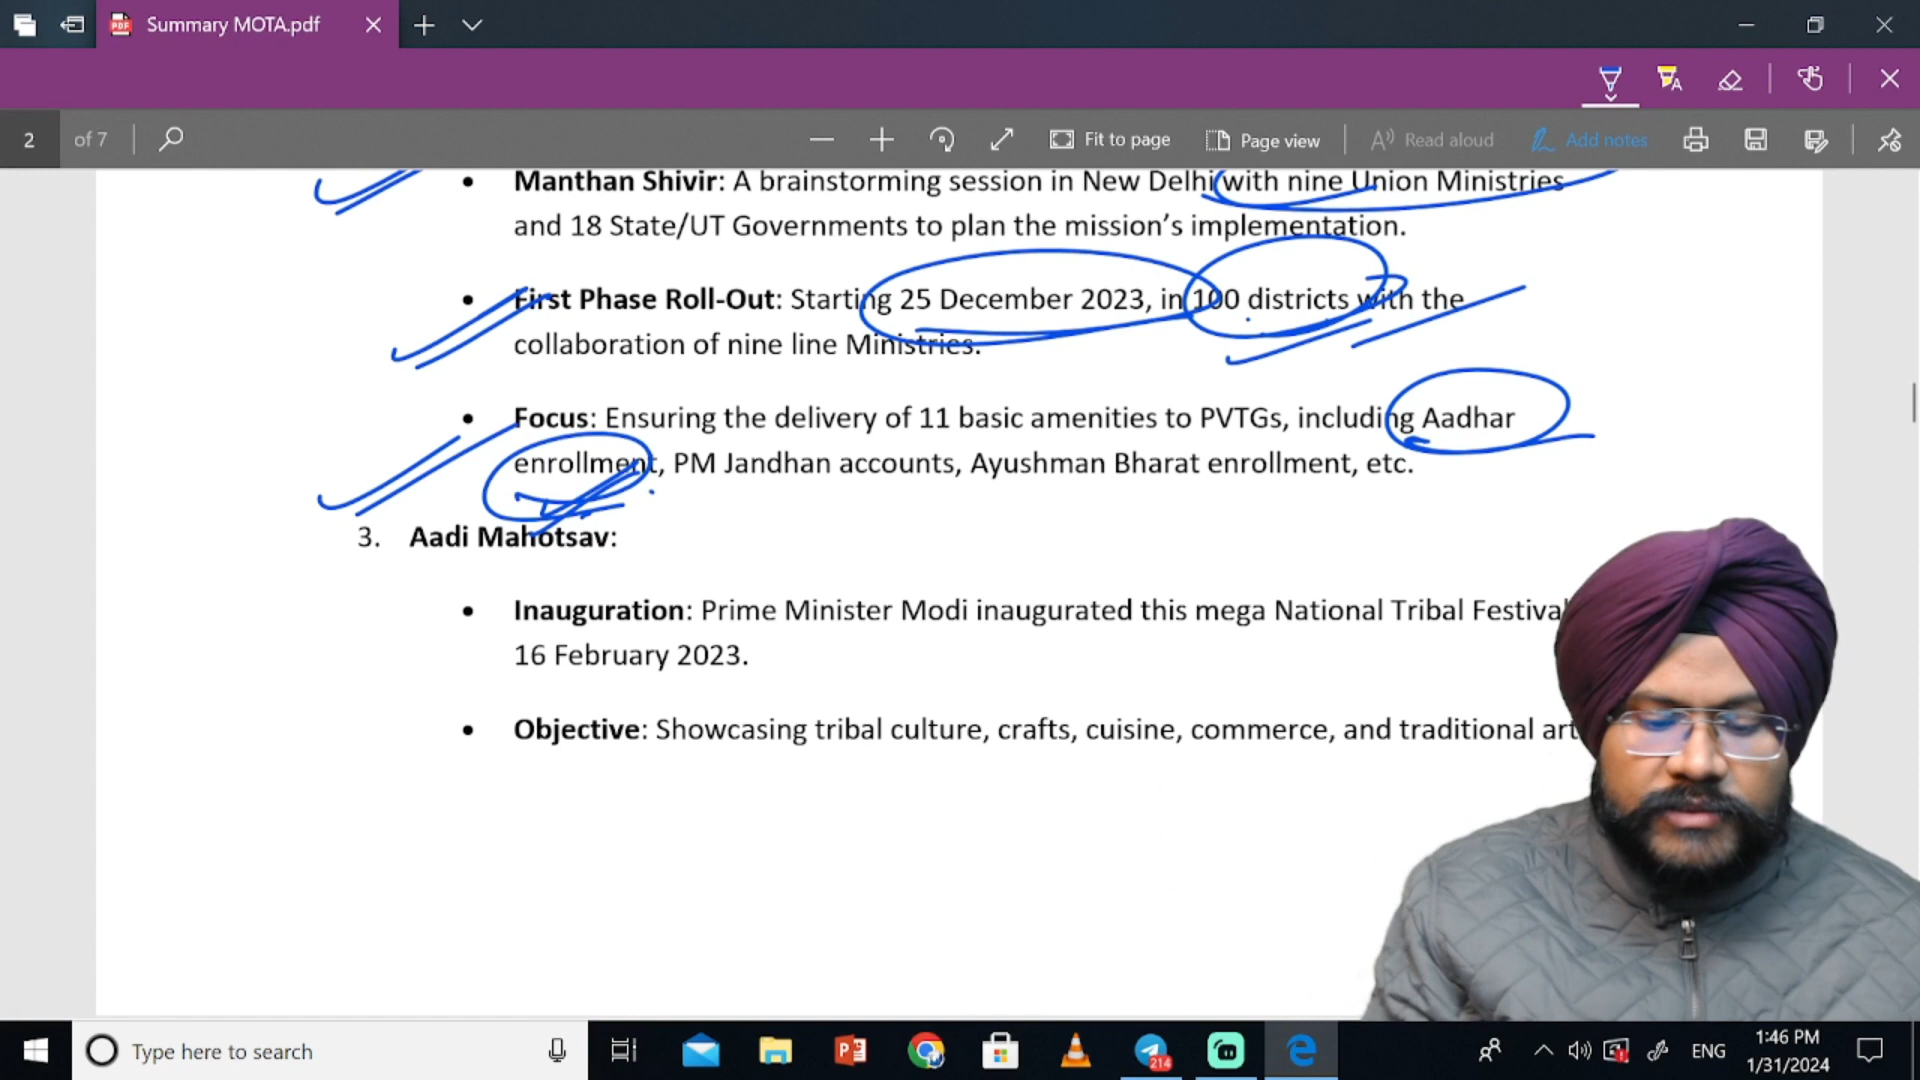 Summary MOTA.pdf
2 of 7
Fit to page
Page view
Read aloud
Add notes
• Manthan Shivir: A brainstorming session in New Delhi with nine Union Ministries
and 18 State/UT Governments to plan the mission’s implementation.
• First Phase Roll-Out: Starting 25 December 2023, in 100 districts with the
collaboration of nine line Ministries.
• Focus: Ensuring the delivery of 11 basic amenities to PVTGs, including Aadhar
enrollment, PM Jandhan accounts, Ayushman Bharat enrollment, etc.
3. Aadi Mahotsav:
• Inauguration: Prime Minister Modi inaugurated this mega National Tribal Festival
16 February 2023.
• Objective: Showcasing tribal culture, crafts, cuisine, commerce, and traditional art
Type here to search
214
ENG
1:46 PM
1/31/2024